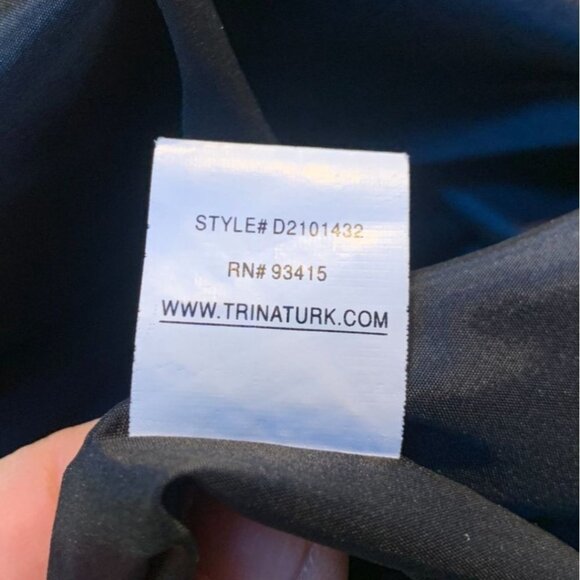 STYLE# D2101432
RN# 93415
WWW.TRINATURK.COM